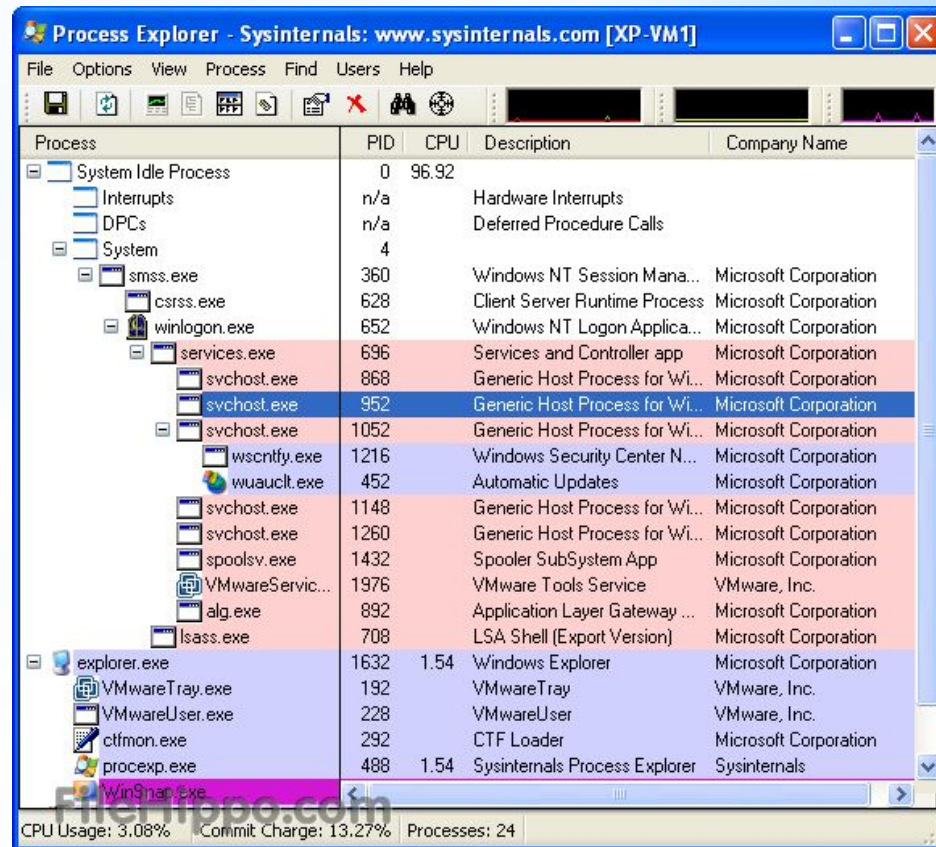 Process Explorer - Sysinternals: www.sysinternals.com [XP-VM1]
File Options View Process Find Users Help
Process PID CPU Description Company Name
System Idle Process 0 96.92
Interrupts n/a Hardware Interrupts
DPCs n/a Deferred Procedure Calls
System 4
smss.exe 360 Windows NT Session Mana... Microsoft Corporation
csrss.exe 628 Client Server Runtime Process Microsoft Corporation
winlogon.exe 652 Windows NT Logon Applica... Microsoft Corporation
services.exe 696 Services and Controller app Microsoft Corporation
svchost.exe 868 Generic Host Process for Wi... Microsoft Corporation
svchost.exe 952 Generic Host Process for Wi... Microsoft Corporation
svchost.exe 1052 Generic Host Process for Wi... Microsoft Corporation
wscntfy.exe 1216 Windows Security Center N... Microsoft Corporation
wuauclt.exe 452 Automatic Updates Microsoft Corporation
svchost.exe 1148 Generic Host Process for Wi... Microsoft Corporation
svchost.exe 1260 Generic Host Process for Wi... Microsoft Corporation
spoolsv.exe 1432 Spooler SubSystem App Microsoft Corporation
VMwareServic... 1976 VMware Tools Service VMware, Inc.
alg.exe 892 Application Layer Gateway ... Microsoft Corporation
lsass.exe 708 LSA Shell (Export Version) Microsoft Corporation
explorer.exe 1632 1.54 Windows Explorer Microsoft Corporation
VMwareTray.exe 192 VMwareTray VMware, Inc.
VMwareUser.exe 228 VMwareUser VMware, Inc.
ctfmon.exe 292 CTF Loader Microsoft Corporation
procexp.exe 488 1.54 Sysinternals Process Explorer Sysinternals
WinSnap.exe
FileHippo.com
CPU Usage: 3.08% Commit Charge: 13.27% Processes: 24